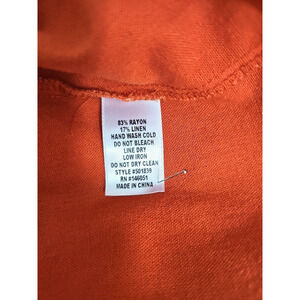 83% RAYON
17% LINEN
HAND WASH COLD
DO NOT BLEACH
LINE DRY
LOW IRON
DO NOT DRY CLEAN
STYLE #501839
RN #146051
MADE IN CHINA